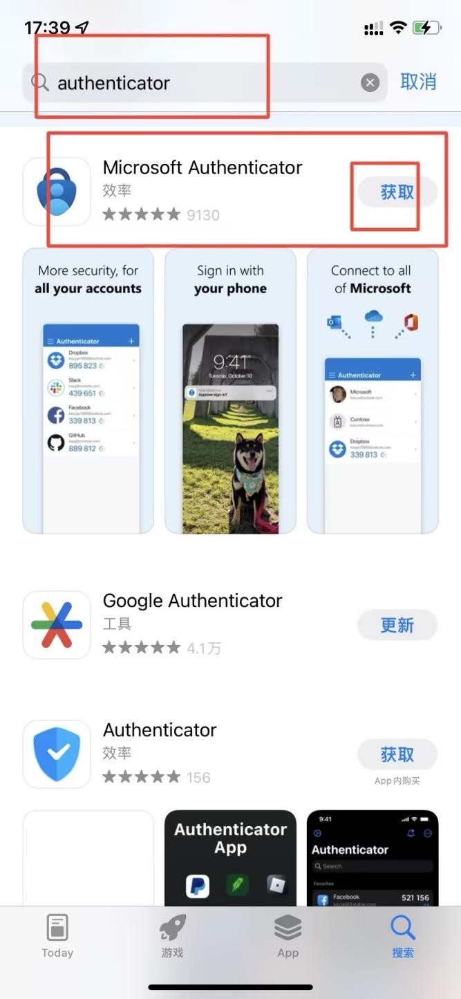 17:39
authenticator
取消
Microsoft Authenticator
效率
9130
获取
More security, for
all your accounts
Authenticator
Dropbox
895 823
Slack
439 651
Facebook
339 813
GitHub
889 812
Sign in with
your phone
9:41
Tuesday, October 10
Approve sign-in?
Connect to all
of Microsoft
Authenticator
Microsoft
Contoso
Dropbox
339 813
Google Authenticator
工具
4.1万
更新
Authenticator
效率
156
获取
App内购买
Authenticator
App
9:41
Authenticator
Search
Favorites
Facebook
521 156
Today
游戏
App
搜索